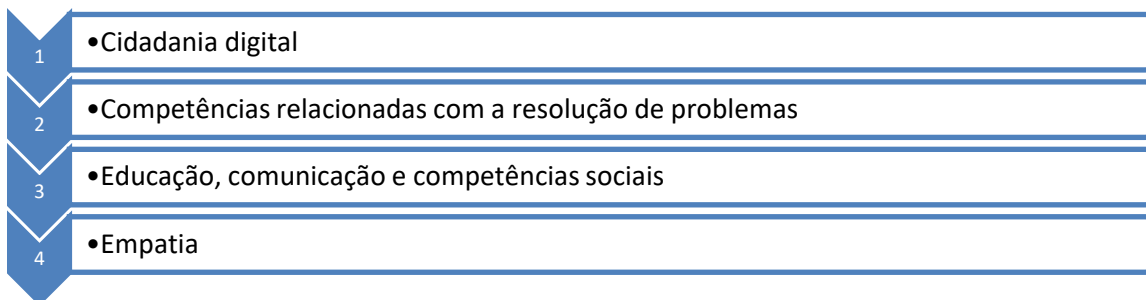 1
•Cidadania digital
2
•Competências relacionadas com a resolução de problemas
3
•Educação, comunicação e competências sociais
4
•Empatia